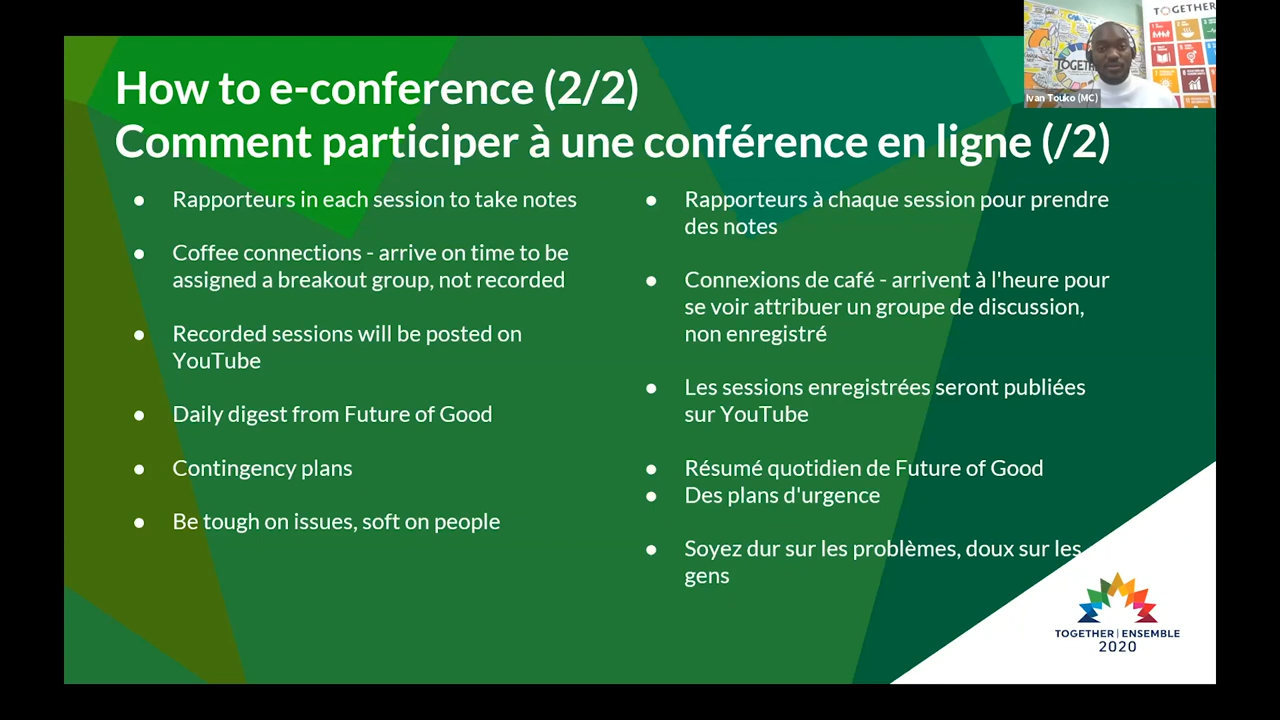 How to e-conference (2/2)
Comment participer à une conférence en ligne (/2)
● Rapporteurs in each session to take notes
● Coffee connections - arrive on time to be
assigned a breakout group, not recorded
● Recorded sessions will be posted on
YouTube
● Daily digest from Future of Good
● Contingency plans
● Be tough on issues, soft on people
● Rapporteurs à chaque session pour prendre
des notes
● Connexions de café - arrivent à l'heure pour
se voir attribuer un groupe de discussion,
non enregistré
● Les sessions enregistrées seront publiées
sur YouTube
● Résumé quotidien de Future of Good
● Des plans d'urgence
● Soyez dur sur les problèmes, doux sur les
gens
TOGETHER | ENSEMBLE
2020
TOGETHER
Ivan Touko (MC)